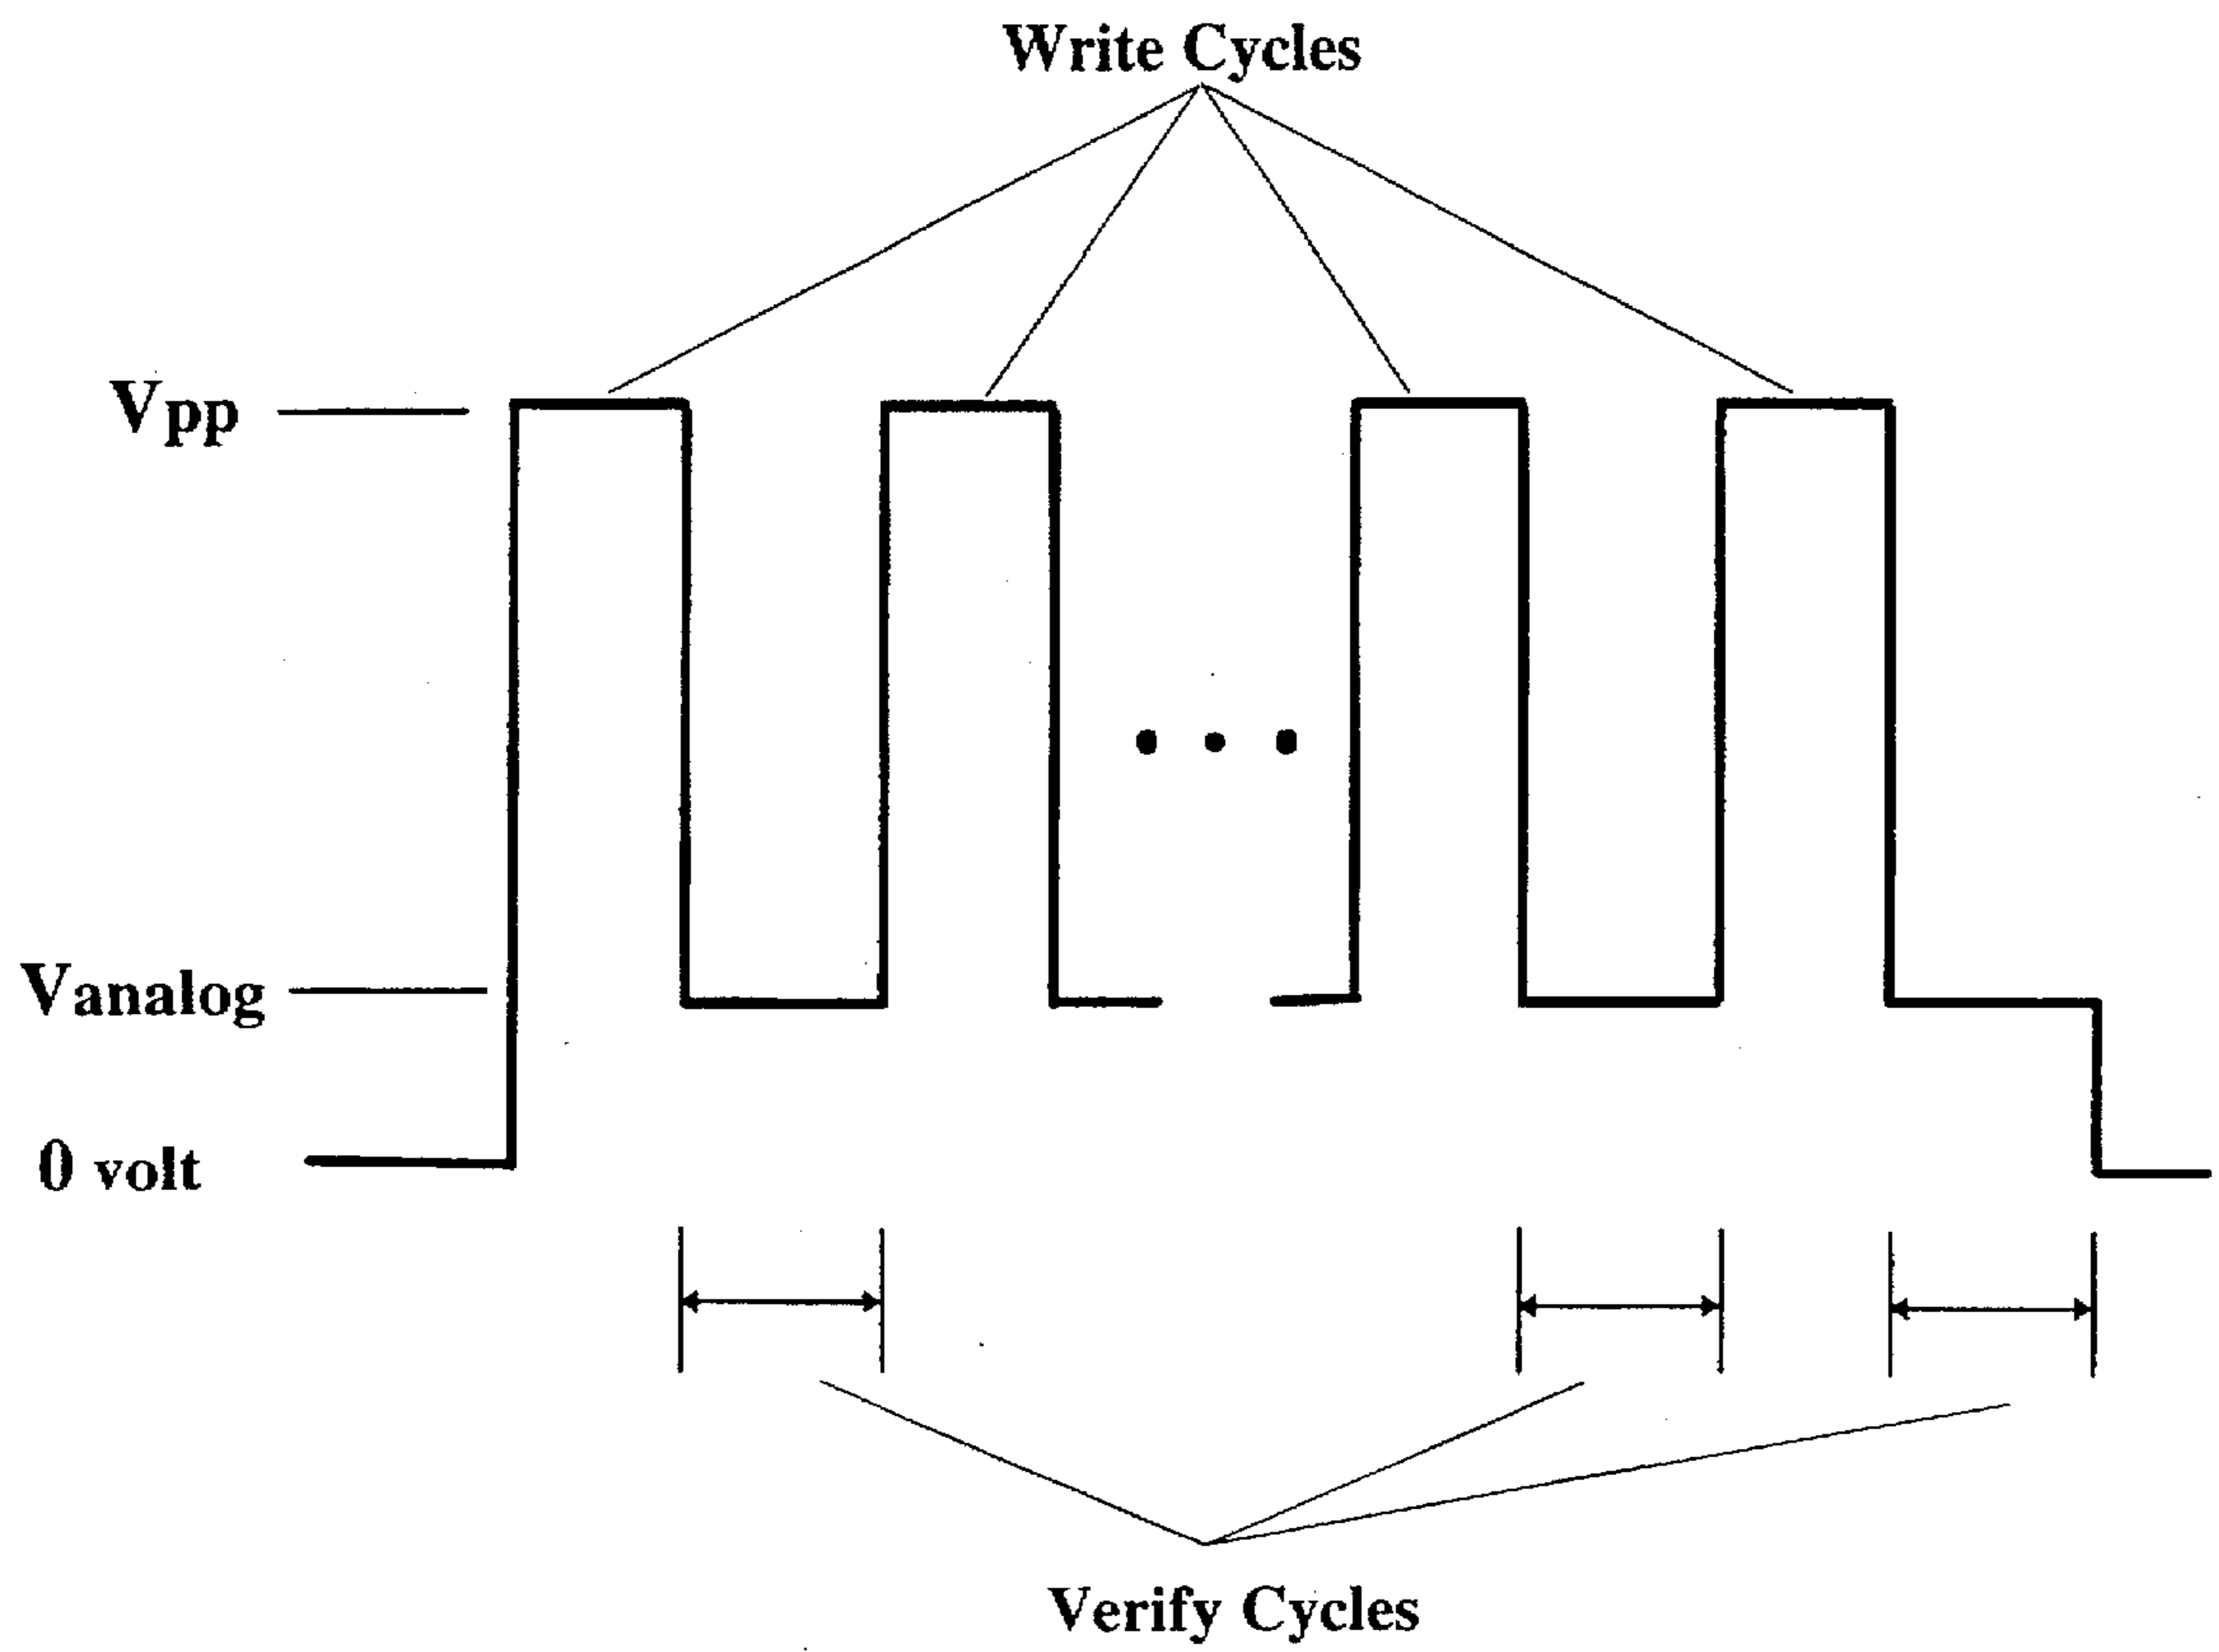 Write Cycles
Vpp
Vanalog
0 volt
Verify Cycles